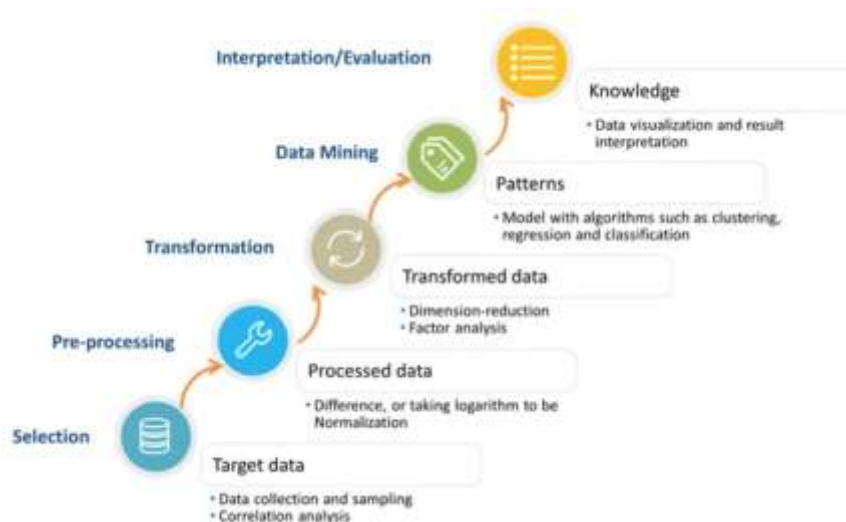 Interpretation/Evaluation
Knowledge
• Data visualization and result
interpretation
Data Mining
Patterns
• Model with algorithms such as clustering,
regression and classification
Transformation
Transformed data
• Dimension-reduction
• Factor analysis
Pre-processing
Processed data
• Difference, or taking logarithm to be
Normalization
Selection
Target data
• Data collection and sampling
• Correlation analysis